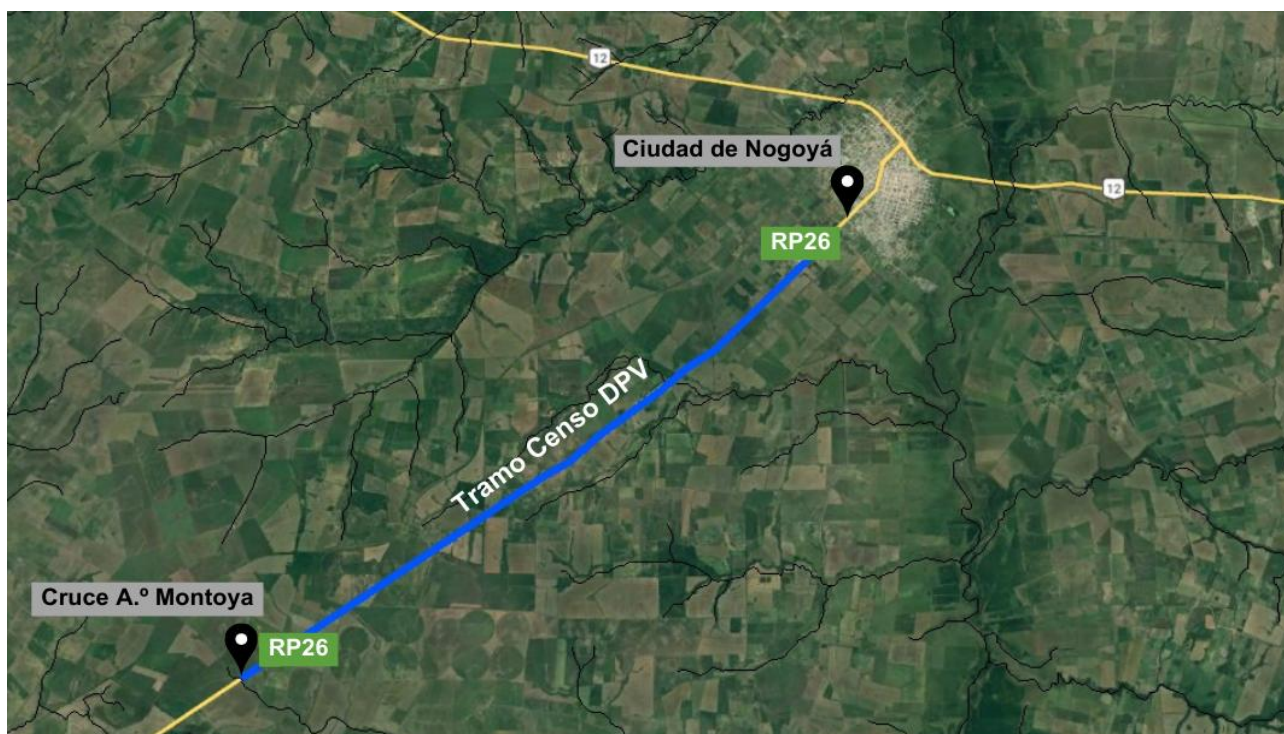 12
Ciudad de Nogoyá
12
RP26
Tramo Censo DPV
Cruce A.º Montoya
RP26